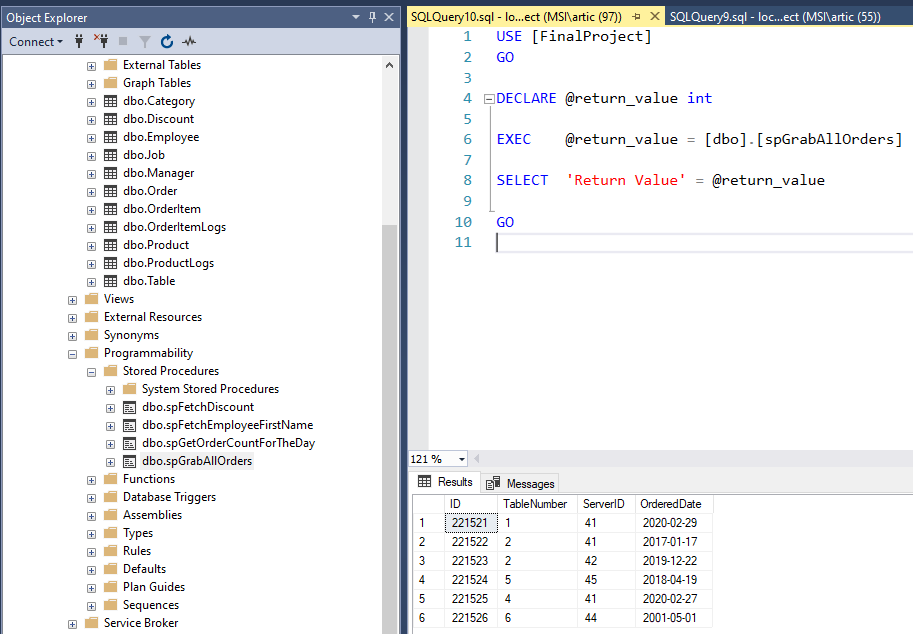 Object Explorer
Connect
External Tables
Graph Tables
dbo.Category
dbo.Discount
dbo.Employee
dbo.Job
dbo.Manager
dbo.Order
dbo.OrderItem
dbo.OrderItemLogs
dbo.Product
dbo.ProductLogs
dbo.Table
Views
External Resources
Synonyms
Programmability
Stored Procedures
System Stored Procedures
dbo.spFetchDiscount
dbo.spFetchEmployeeFirstName
dbo.spGetOrderCountForTheDay
dbo.spGrabAllOrders
Functions
Database Triggers
Assemblies
Types
Rules
Defaults
Plan Guides
Sequences
Service Broker
SQLQuery10.sql - lo...ect (MSI\artic (97)) SQLQuery9.sql - loc...ect (MSI\artic (55))
1 USE [FinalProject]
2 GO
3
4 DECLARE @return_value int
5
6 EXEC @return_value = [dbo].[spGrabAllOrders]
7
8 SELECT 'Return Value' = @return_value
9
10 GO
11
121 %
Results Messages
ID TableNumber ServerID OrderedDate
1 221521 1 41 2020-02-29
2 221522 2 41 2017-01-17
3 221523 2 42 2019-12-22
4 221524 5 45 2018-04-19
5 221525 4 41 2020-02-27
6 221526 6 44 2001-05-01